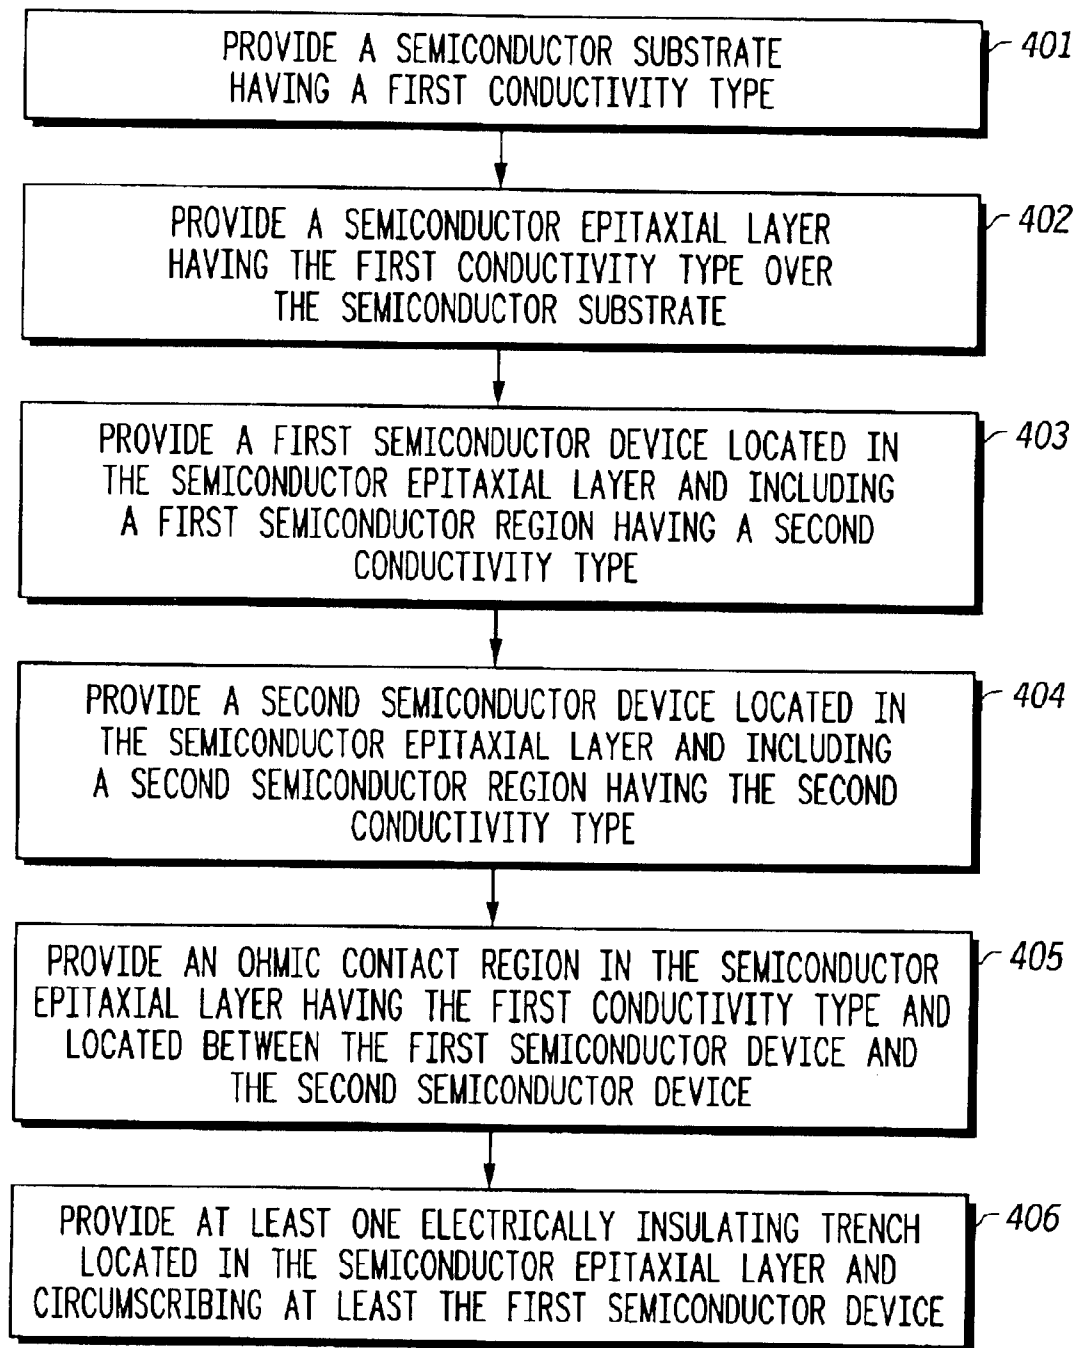 PROVIDE A SEMICONDUCTOR SUBSTRATE
HAVING A FIRST CONDUCTIVITY TYPE
401
PROVIDE A SEMICONDUCTOR EPITAXIAL LAYER
HAVING THE FIRST CONDUCTIVITY TYPE OVER
THE SEMICONDUCTOR SUBSTRATE
402
PROVIDE A FIRST SEMICONDUCTOR DEVICE LOCATED IN
THE SEMICONDUCTOR EPITAXIAL LAYER AND INCLUDING
A FIRST SEMICONDUCTOR REGION HAVING A SECOND
CONDUCTIVITY TYPE
403
PROVIDE A SECOND SEMICONDUCTOR DEVICE LOCATED IN
THE SEMICONDUCTOR EPITAXIAL LAYER AND INCLUDING
A SECOND SEMICONDUCTOR REGION HAVING THE SECOND
CONDUCTIVITY TYPE
404
PROVIDE AN OHMIC CONTACT REGION IN THE SEMICONDUCTOR
EPITAXIAL LAYER HAVING THE FIRST CONDUCTIVITY TYPE AND
LOCATED BETWEEN THE FIRST SEMICONDUCTOR DEVICE AND
THE SECOND SEMICONDUCTOR DEVICE
405
PROVIDE AT LEAST ONE ELECTRICALLY INSULATING TRENCH
LOCATED IN THE SEMICONDUCTOR EPITAXIAL LAYER AND
CIRCUMSCRIBING AT LEAST THE FIRST SEMICONDUCTOR DEVICE
406